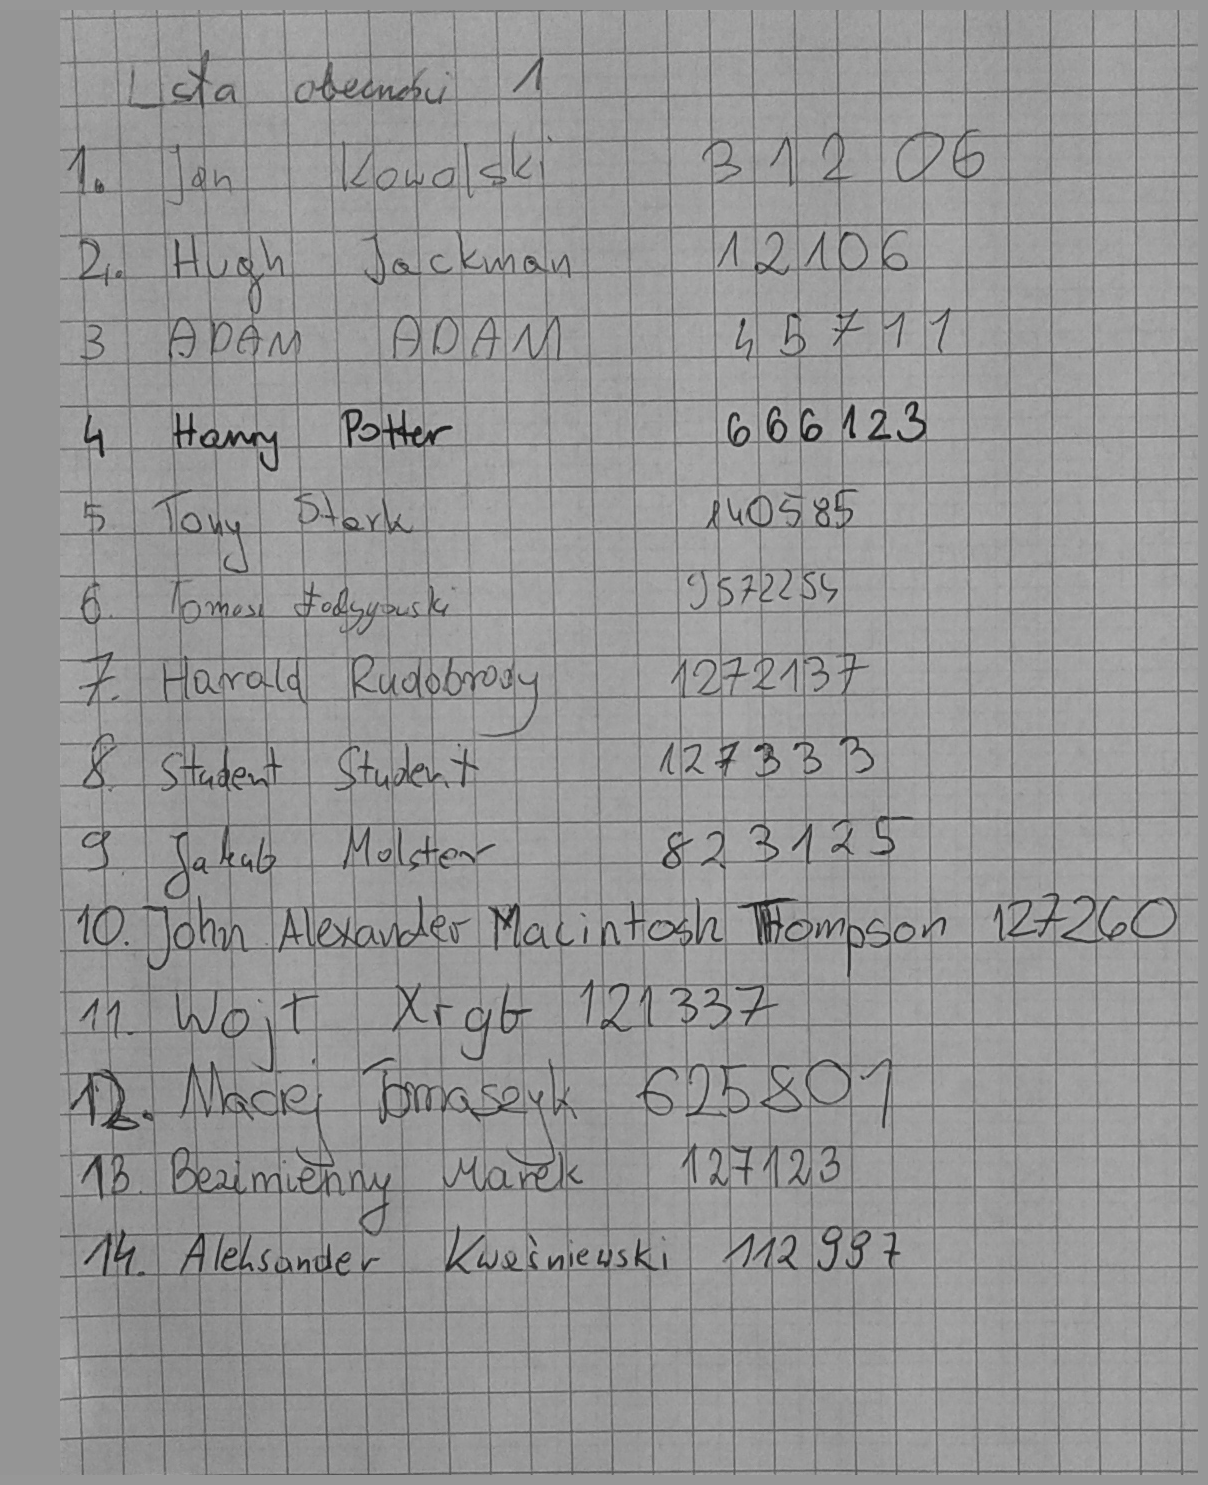 Lista obecności 1
1. Jan Kowalski 31206
2. Hugh Jackman 12106
3 ADAM ADAM 45711
4 Harry Potter 666123
5 Tony Stark 140585
6. Tomasz 9572254
7. Harald Rudobrody 1272137
8. Student Student 127333
9 Jakub Molster 823125
10. John Alexander Macintosh Thompson 127260
11. Wojt Xrgb 121337
12. Maciej Tomaszyk 625801
13. Bezimienny Marek 127123
14. Aleksander Kwaśniewski 112997